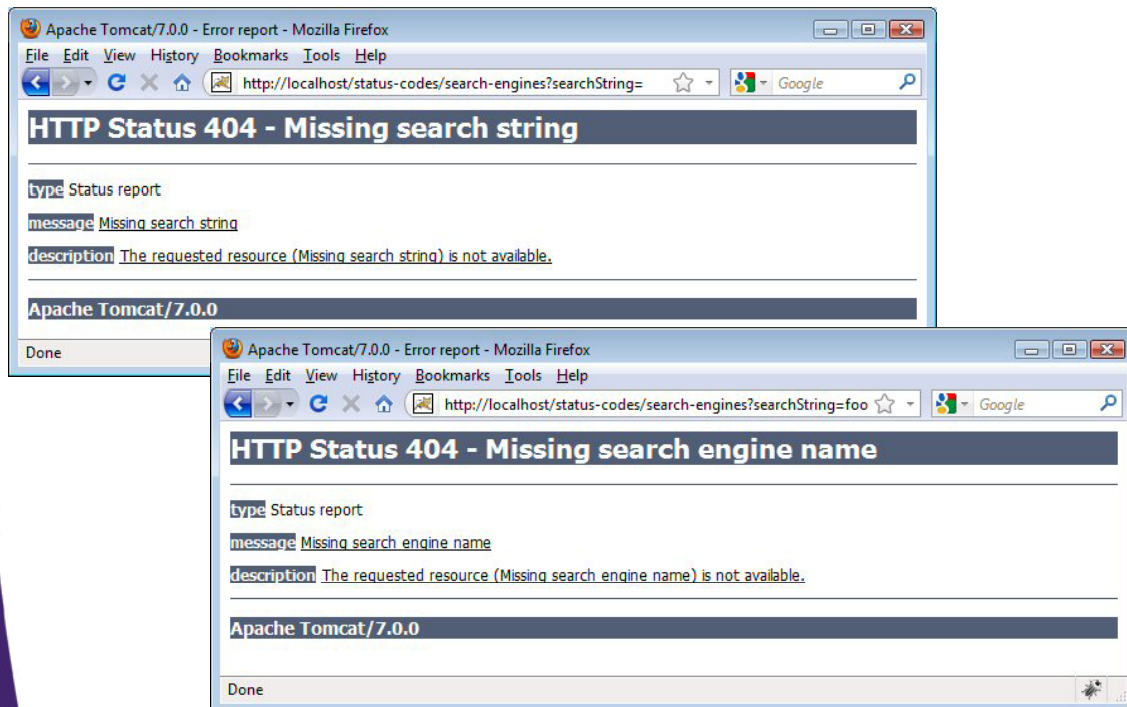 Apache Tomcat/7.0.0 - Error report - Mozilla Firefox
File Edit View History Bookmarks Tools Help
http://localhost/status-codes/search-engines?searchString=
Google
HTTP Status 404 - Missing search string
type Status report
message Missing search string
description The requested resource (Missing search string) is not available.
Apache Tomcat/7.0.0
Done
Apache Tomcat/7.0.0 - Error report - Mozilla Firefox
File Edit View History Bookmarks Tools Help
http://localhost/status-codes/search-engines?searchString=foo
Google
HTTP Status 404 - Missing search engine name
type Status report
message Missing search engine name
description The requested resource (Missing search engine name) is not available.
Apache Tomcat/7.0.0
Done